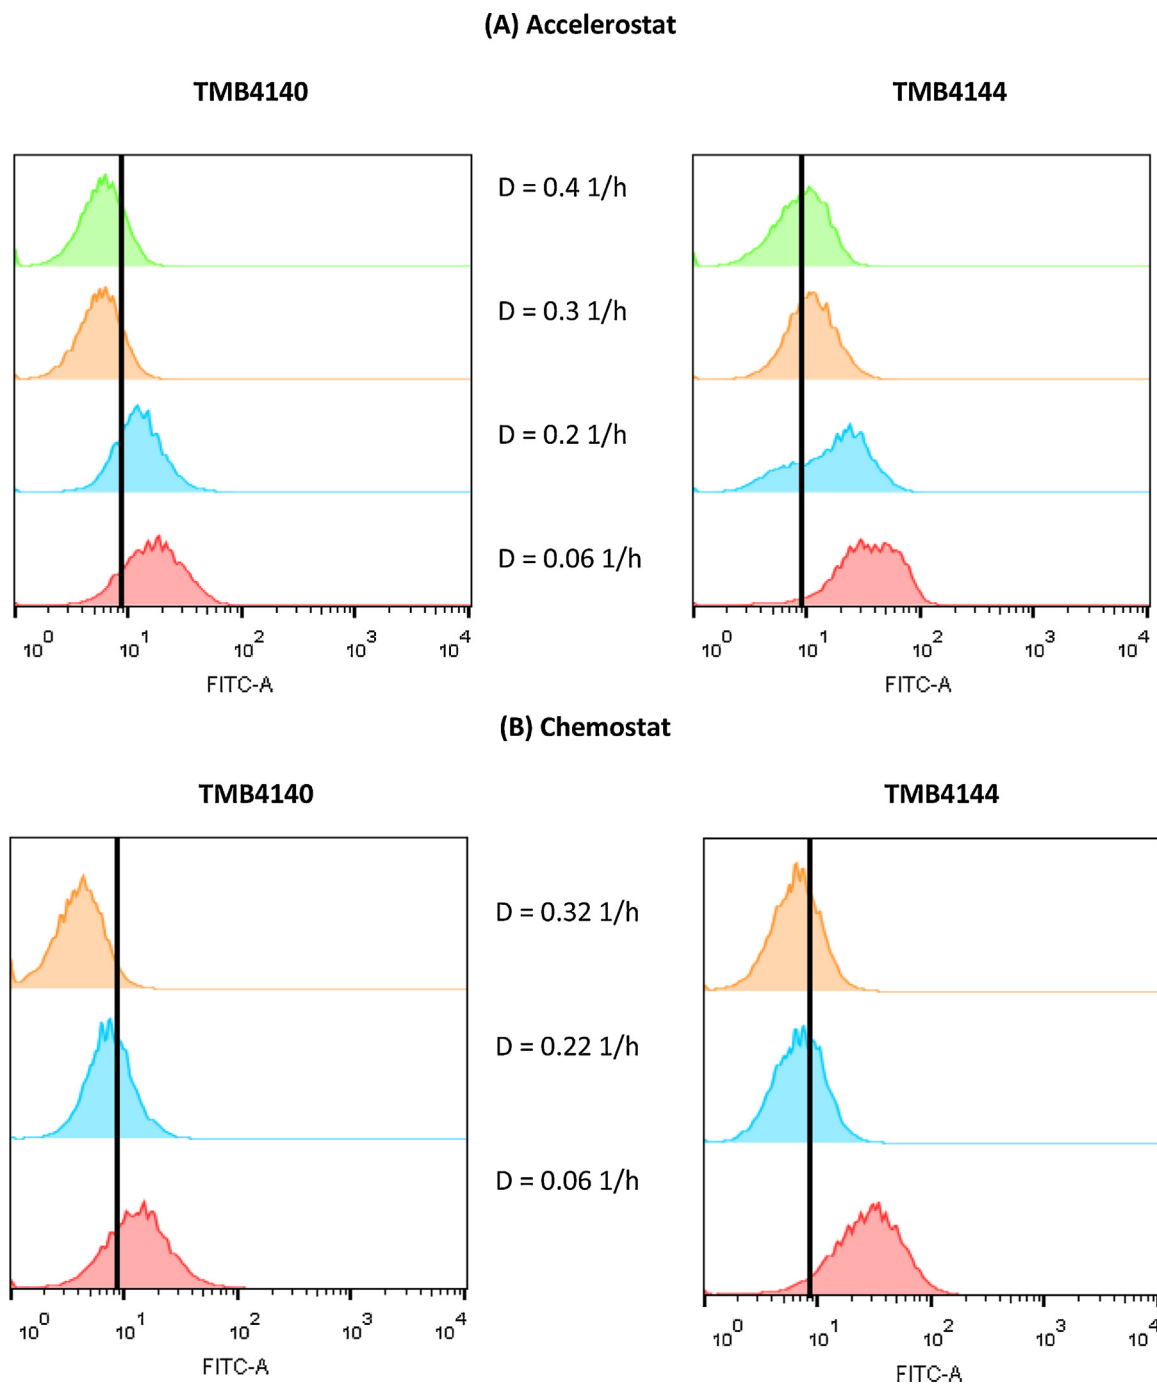 (A) Accelerostat
TMB4140 TMB4144
D = 0.4 1/h
D = 0.3 1/h
D = 0.2 1/h
D = 0.06 1/h
10^0 10^1 10^2 10^3 10^4 10^0 10^1 10^2 10^3 10^4
FITC-A FITC-A
(B) Chemostat
TMB4140 TMB4144
D = 0.32 1/h
D = 0.22 1/h
D = 0.06 1/h
10^0 10^1 10^2 10^3 10^4 10^0 10^1 10^2 10^3 10^4
FITC-A FITC-A